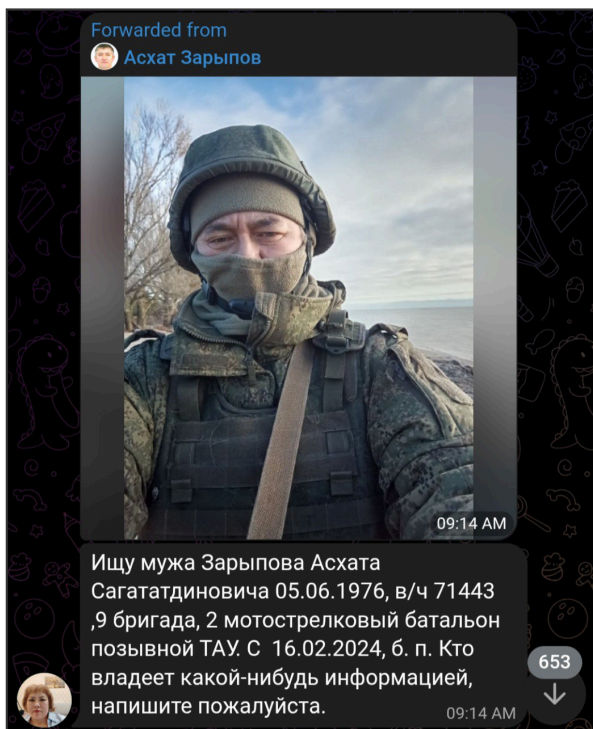 Forwarded from
Асхат Зарыпов
09:14 AM
Ищу мужа Зарыпова Асхата
Сагататдиновича 05.06.1976, в/ч 71443
,9 бригада, 2 мотострелковый батальон
позывной ТАУ. С 16.02.2024, б. п. Кто
владеет какой-нибудь информацией,
напишите пожалуйста.
09:14 AM
653